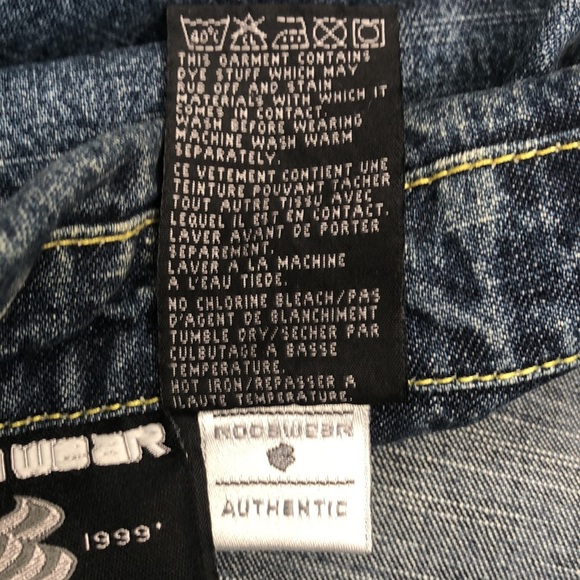 40°
THIS GARMENT CONTAINS
DYE STUFF WHICH MAY
RUB OFF AND STAIN
MATERIALS WITH WHICH IT
COMES IN CONTACT.
WASH BEFORE WEARING
MACHINE WASH WARM
SEPARATELY.
CE VETEMENT CONTIENT UNE
TEINTURE POUVANT TACHER
TOUT AUTRE TISSU AVEC
LEQUEL IL EST EN CONTACT.
LAVER AVANT DE PORTER
SEPAREMENT.
LAVER A LA MACHINE
A L'EAU TIEDE.
NO CHLORINE BLEACH/PAS
D'AGENT DE BLANCHIMENT
TUMBLE DRY/SECHER PAR
CULBUTAGE A BASSE
TEMPERATURE.
HOT IRON/REPASSER A
HAUTE TEMPERATURE.
ROCAWEAR
AUTHENTIC
WEAR
1999